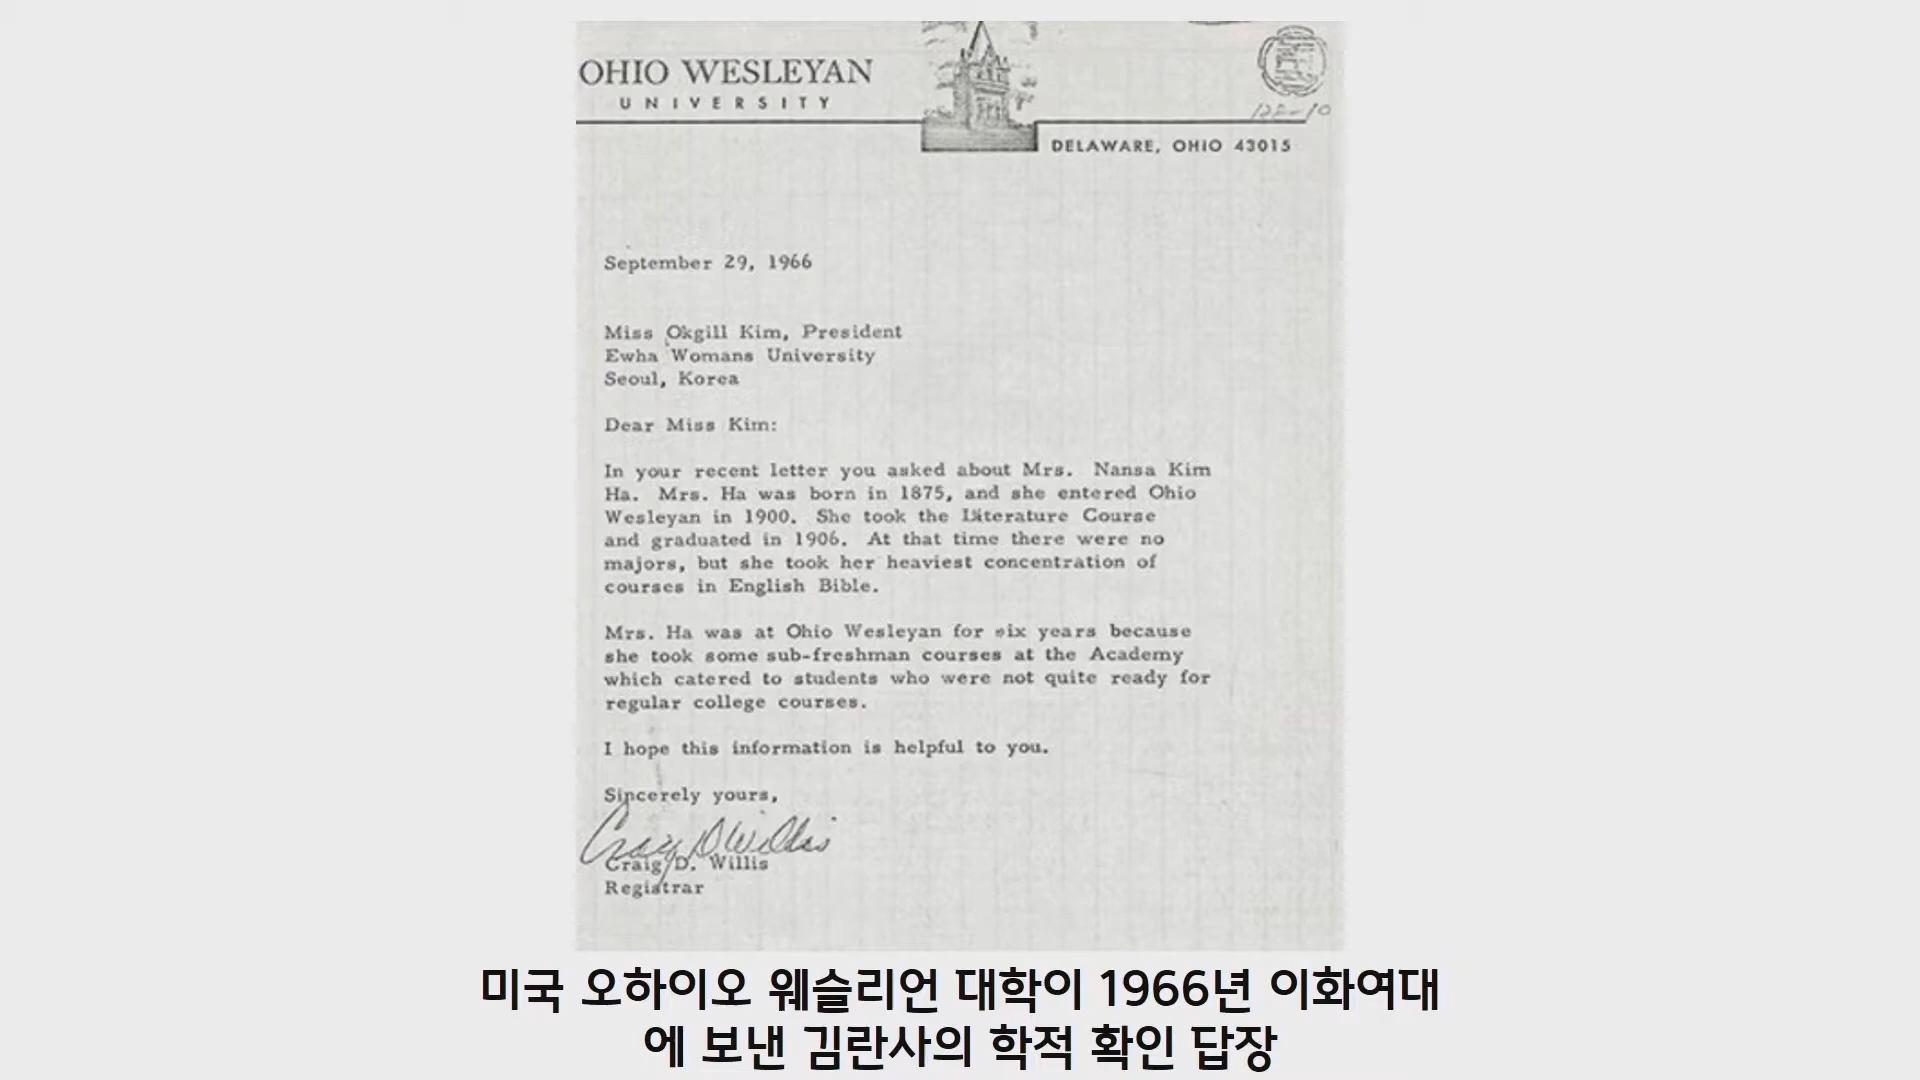 OHIO WESLEYAN
UNIVERSITY
DELAWARE, OHIO 43015
September 29, 1966
Miss Okgill Kim, President
Ewha Womans University
Seoul, Korea
Dear Miss Kim:
In your recent letter you asked about Mrs. Nansa Kim
Ha. Mrs. Ha was born in 1875, and she entered Ohio
Wesleyan in 1900. She took the Literature Course
and graduated in 1906. At that time there were no
majors, but she took her heaviest concentration of
courses in English Bible.
Mrs. Ha was at Ohio Wesleyan for six years because
she took some sub-freshman courses at the Academy
which catered to students who were not quite ready for
regular college courses.
I hope this information is helpful to you.
Sincerely yours,
Craig D Willis
Craig D. Willis
Registrar
미국 오하이오 웨슬리언 대학이 1966년 이화여대
에 보낸 김란사의 학적 확인 답장